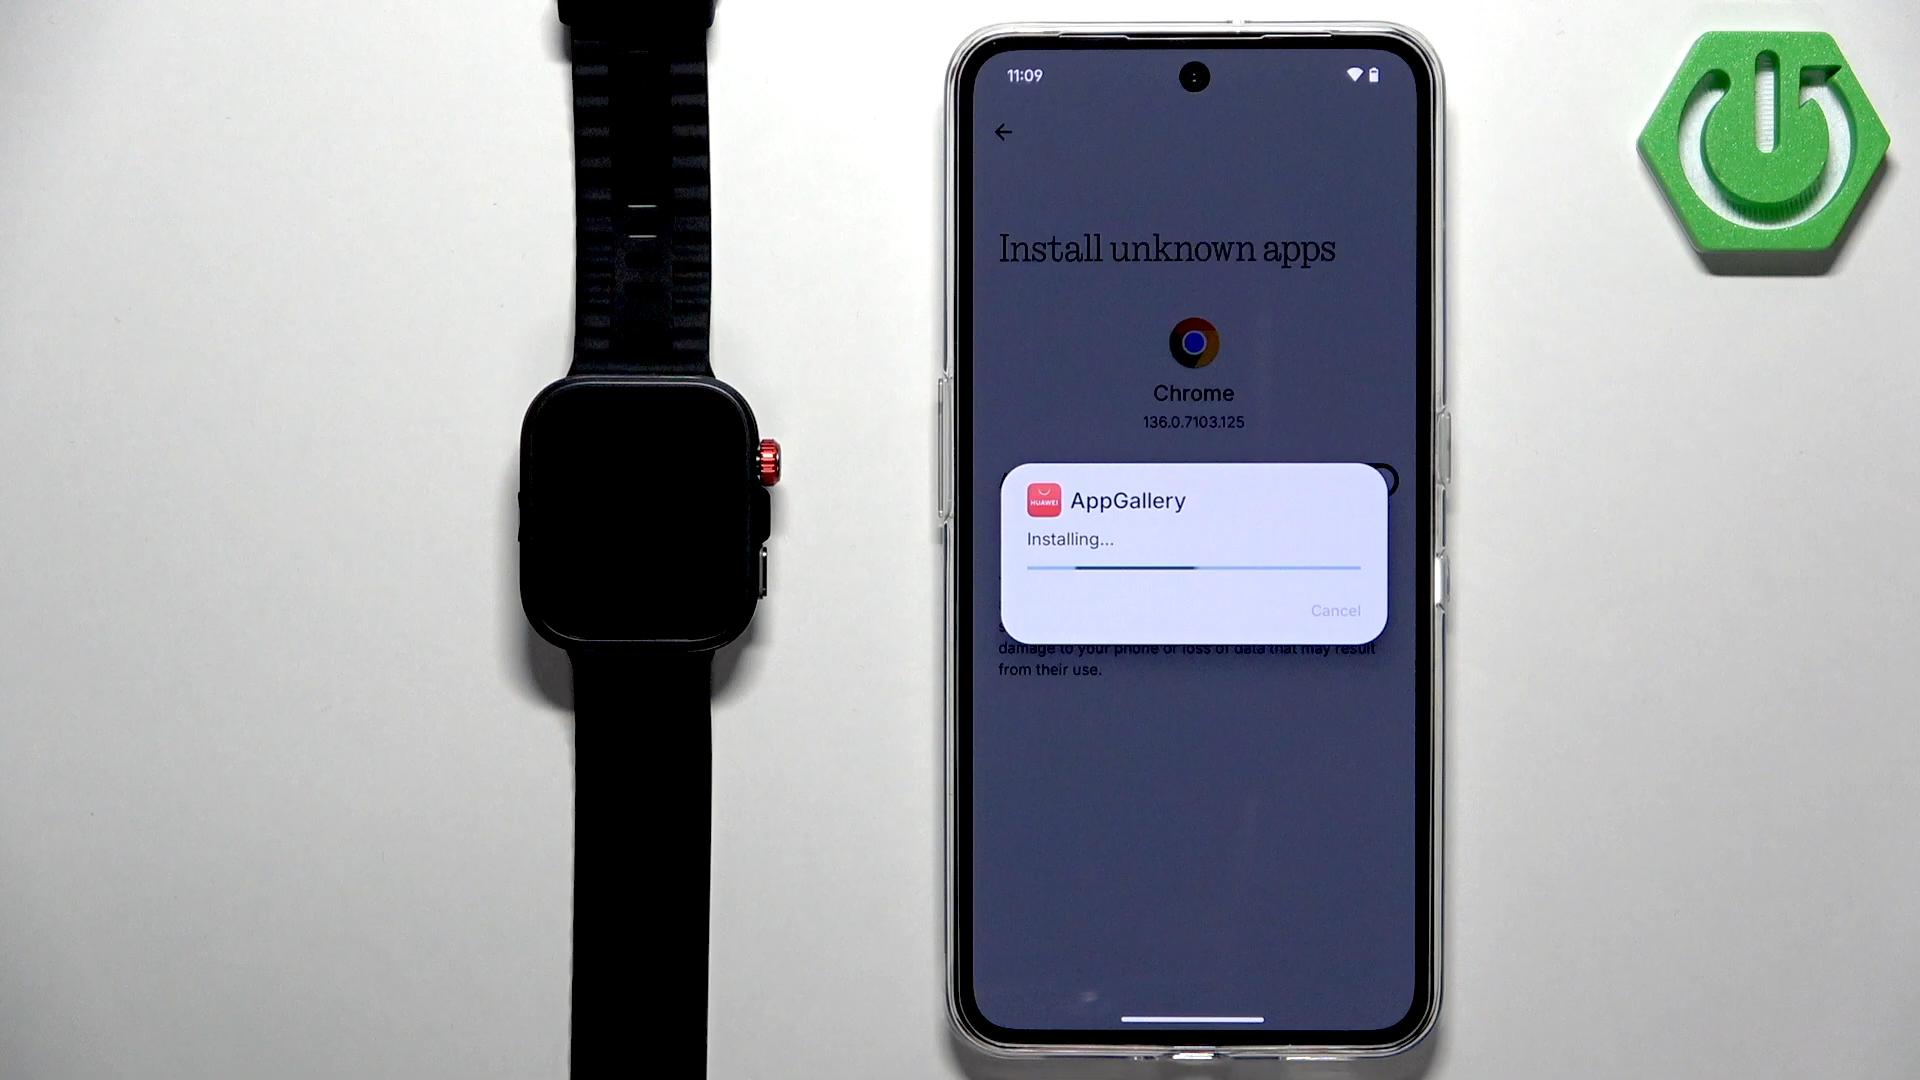 11:09
Install unknown apps
Chrome
136.0.7103.125
HUAWEI
AppGallery
Installing...
Cancel
damage to your phone or loss of data that may result
from their use.